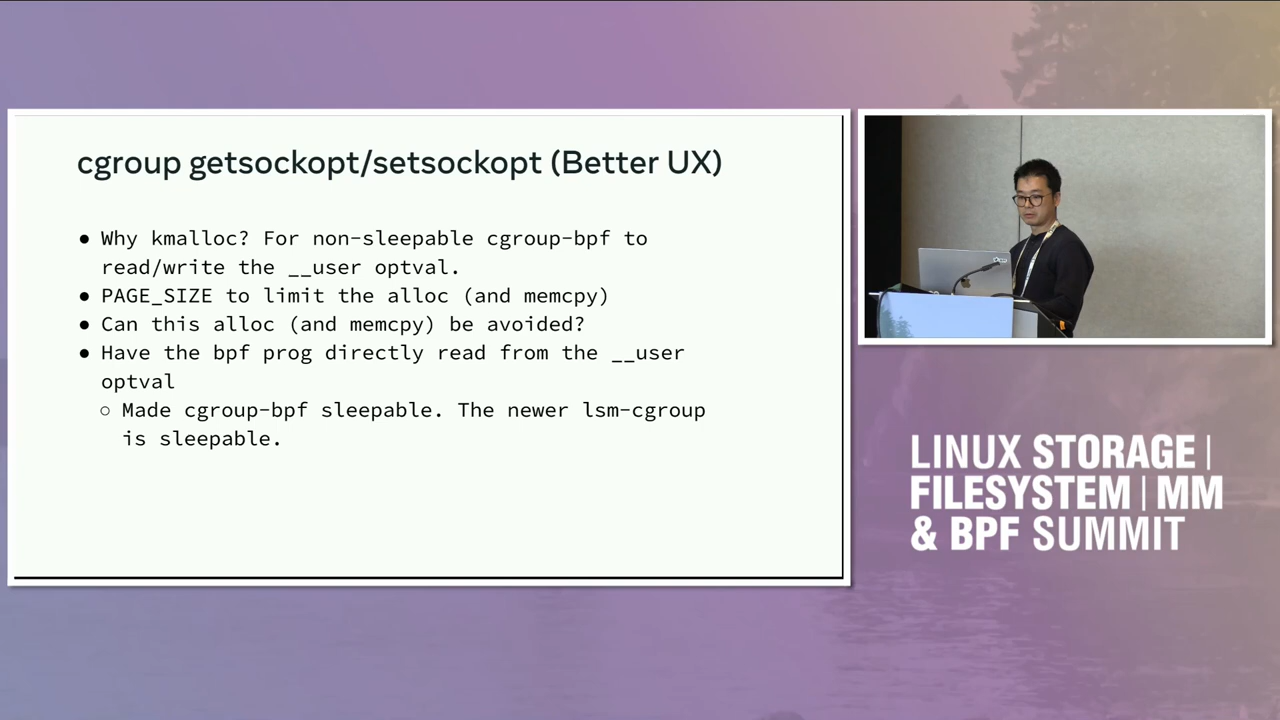 cgroup getsockopt/setsockopt (Better UX)
● Why kmalloc? For non-sleepable cgroup-bpf to
read/write the __user optval.
● PAGE_SIZE to limit the alloc (and memcpy)
● Can this alloc (and memcpy) be avoided?
● Have the bpf prog directly read from the __user
optval
○ Made cgroup-bpf sleepable. The newer lsm-cgroup
is sleepable.
LINUX STORAGE |
FILESYSTEM | MM
& BPF SUMMIT